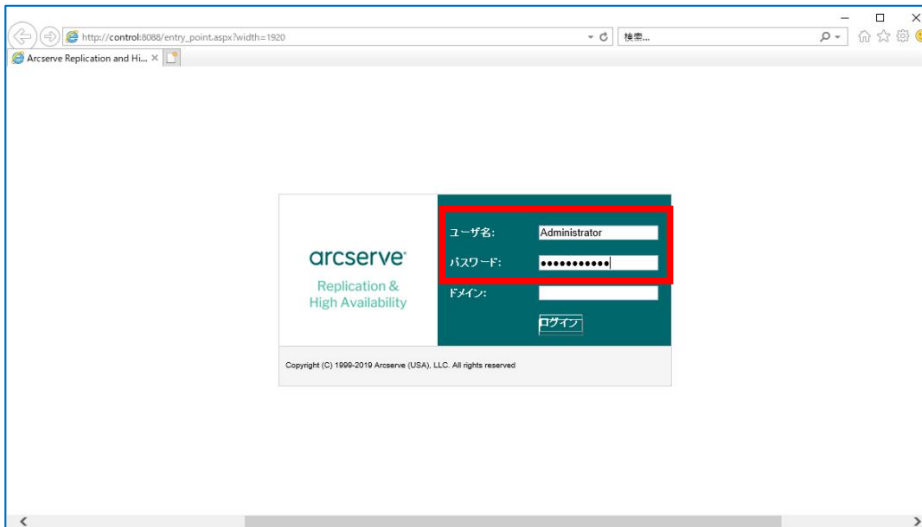 http://control:8088/entry_point.aspx?width=1920
検索...
Arcserve Replication and Hi...
ユーザ名: Administrator
arcserve
パスワード: ●●●●●●●●●●●
Replication &
High Availability
ドメイン:
ログイン
Copyright (C) 1999-2019 Arcserve (USA), LLC. All rights reserved